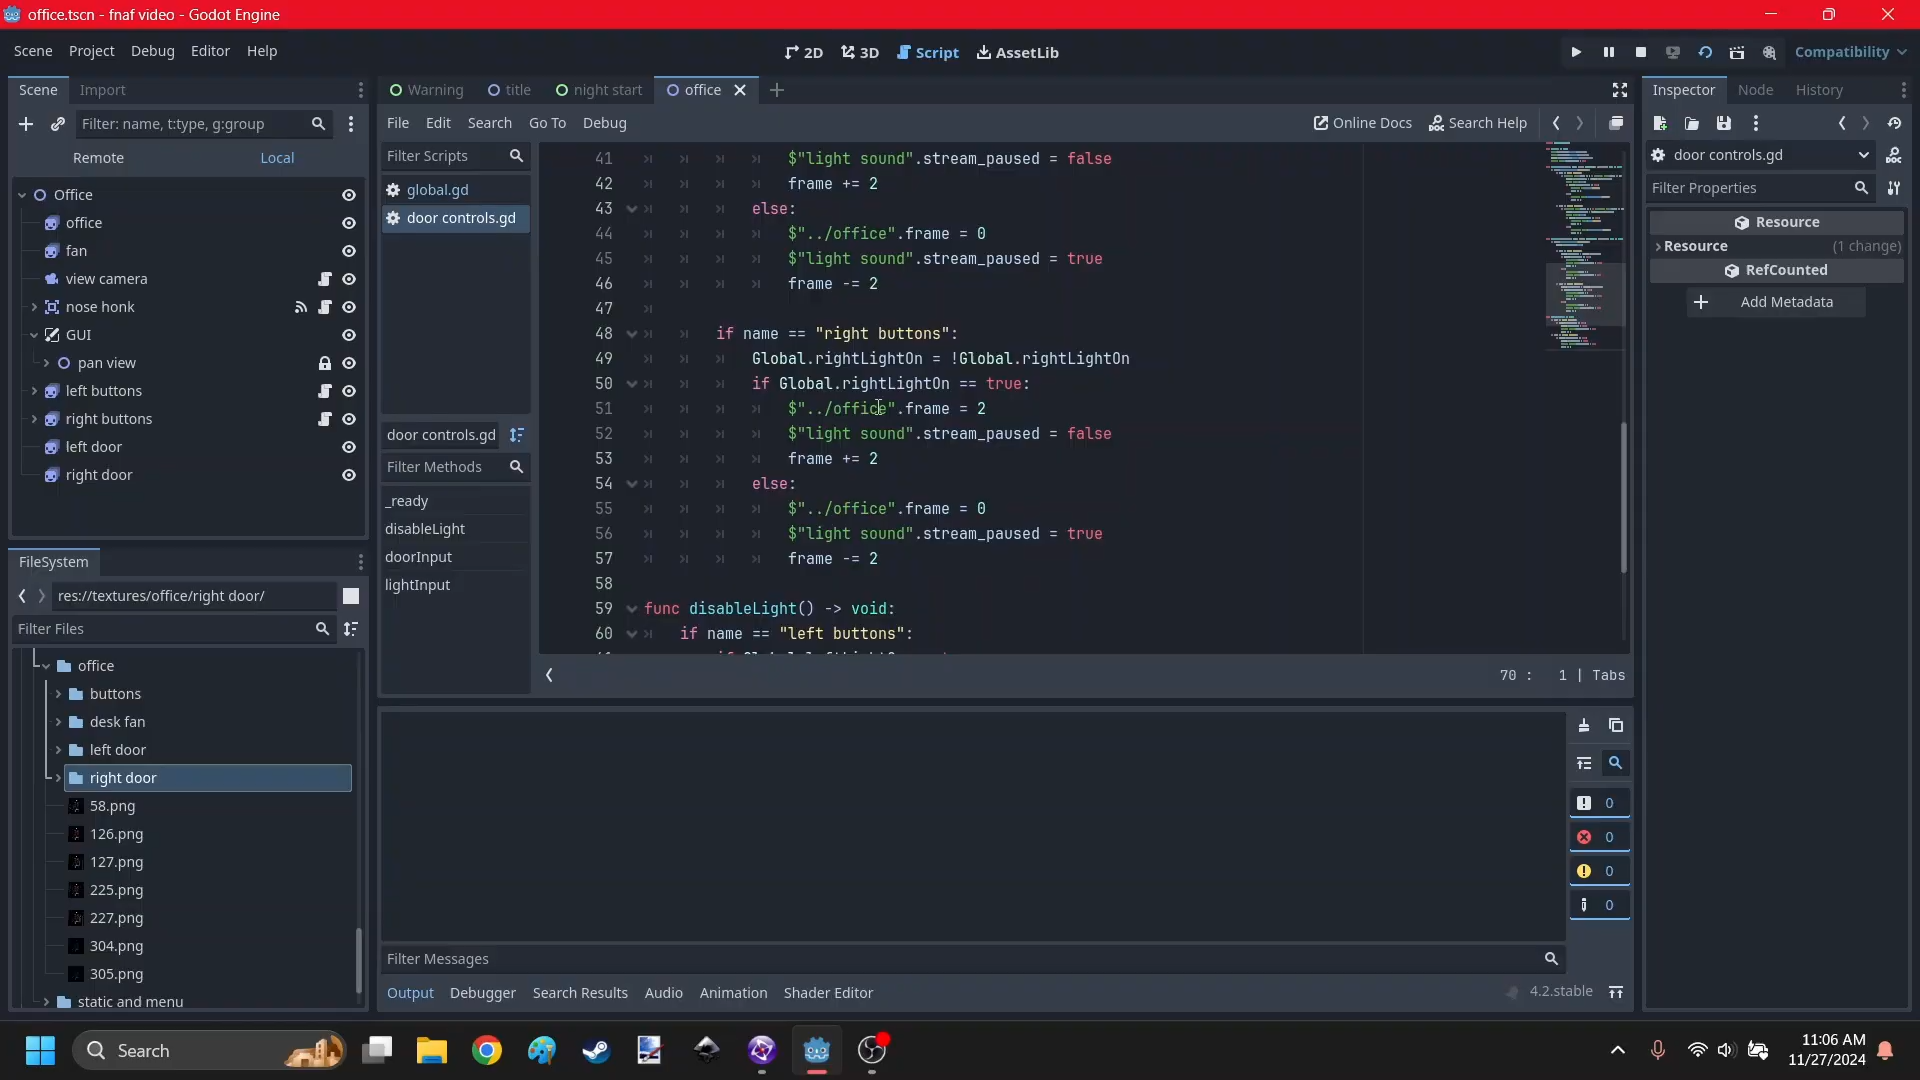 office.tscn - fnaf video - Godot Engine
Scene Project Debug Editor Help
2D 3D Script AssetLib
Compatibility
Scene Import
Warning title night start office
Inspector Node History
Filter: name, t:type, g:group
File Edit Search Go To Debug
Online Docs Search Help
Remote Local
Filter Scripts
door controls.gd
Filter Properties
Office
office
fan
view camera
nose honk
GUI
pan view
left buttons
right buttons
left door
right door
global.gd
door controls.gd
door controls.gd
Filter Methods
_ready
disableLight
doorInput
lightInput
41 $"light sound".stream_paused = false
42 frame += 2
43 else:
44 $"../office".frame = 0
45 $"light sound".stream_paused = true
46 frame -= 2
47
48 if name == "right buttons":
49 Global.rightLightOn = !Global.rightLightOn
50 if Global.rightLightOn == true:
51 $"../office".frame = 2
52 $"light sound".stream_paused = false
53 frame += 2
54 else:
55 $"../office".frame = 0
56 $"light sound".stream_paused = true
57 frame -= 2
58
59 func disableLight() -> void:
60 if name == "left buttons":
70 : 1 | Tabs
Resource
Resource (1 change)
RefCounted
Add Metadata
FileSystem
res://textures/office/right door/
Filter Files
office
buttons
desk fan
left door
right door
58.png
126.png
127.png
225.png
227.png
304.png
305.png
static and menu
0
0
0
0
Filter Messages
Output Debugger Search Results Audio Animation Shader Editor
4.2.stable
Search
11:06 AM
11/27/2024